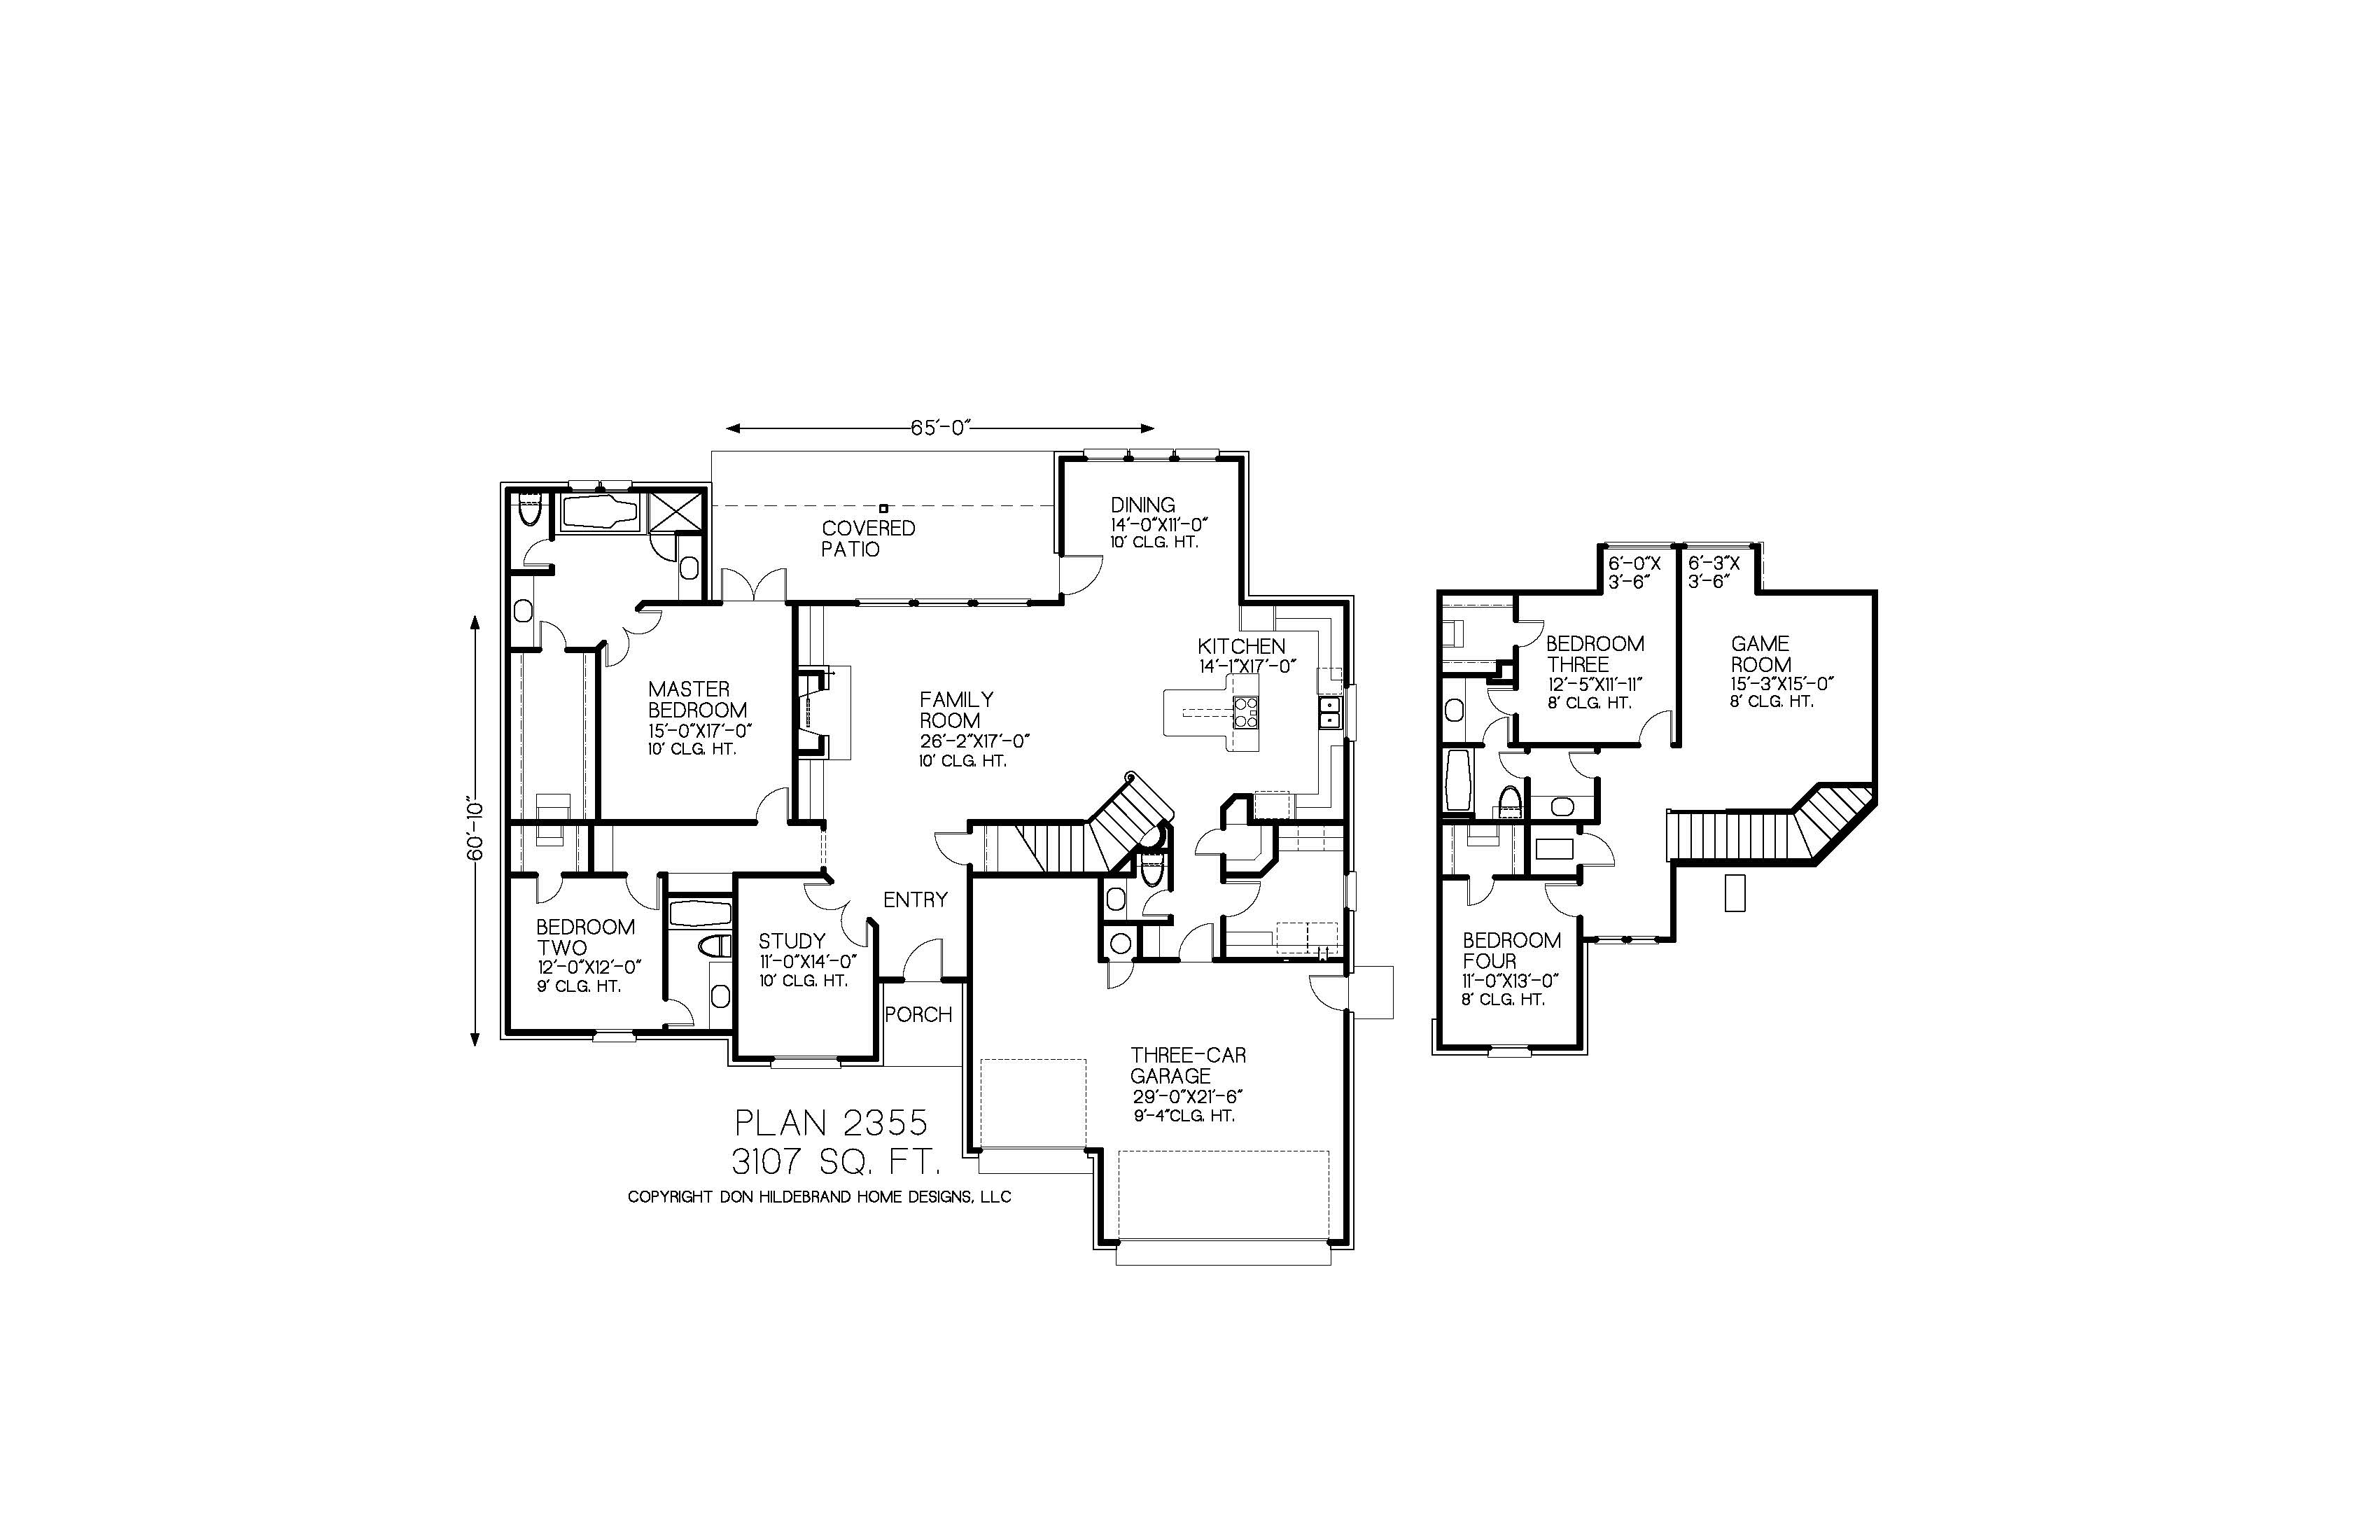 65'-0"
60'-10"
COVERED
PATIO
DINING
14'-0"X11'-0"
10' CLG. HT.
KITCHEN
14'-1"X17'-0"
MASTER
BEDROOM
15'-0"X17'-0"
10' CLG. HT.
FAMILY
ROOM
26'-2"X17'-0"
10' CLG. HT.
ENTRY
BEDROOM
TWO
12'-0"X12'-0"
9' CLG. HT.
STUDY
11'-0"X14'-0"
10' CLG. HT.
PORCH
THREE-CAR
GARAGE
29'-0"X21'-6"
9'-4"CLG. HT.
PLAN 2355
3107 SQ. FT.
COPYRIGHT DON HILDEBRAND HOME DESIGNS, LLC
6'-0"X
3'-6"
6'-3"X
3'-6"
BEDROOM
THREE
12'-5"X11'-11"
8' CLG. HT.
GAME
ROOM
15'-3"X15'-0"
8' CLG. HT.
BEDROOM
FOUR
11'-0"X13'-0"
8' CLG. HT.